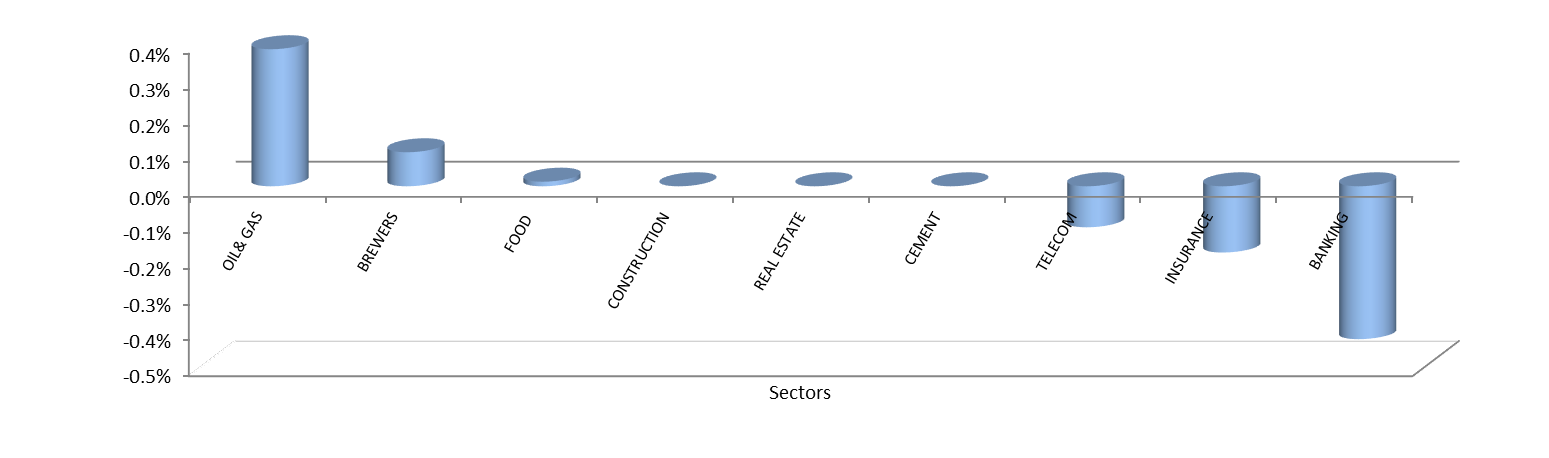 0.4%
0.3%
0.2%
0.1%
0.0%
-0.1%
-0.2%
-0.3%
-0.4%
-0.5%
OIL& GAS
BREWERS
FOOD
CONSTRUCTION
REAL ESTATE
CEMENT
TELECOM
INSURANCE
BANKING
Sectors